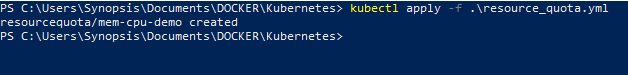 PS C:\Users\Synopsis\Documents\DOCKER\Kubernetes> kubectl apply -f .\resource_quota.yml
resourcequota/mem-cpu-demo created
PS C:\Users\Synopsis\Documents\DOCKER\Kubernetes>